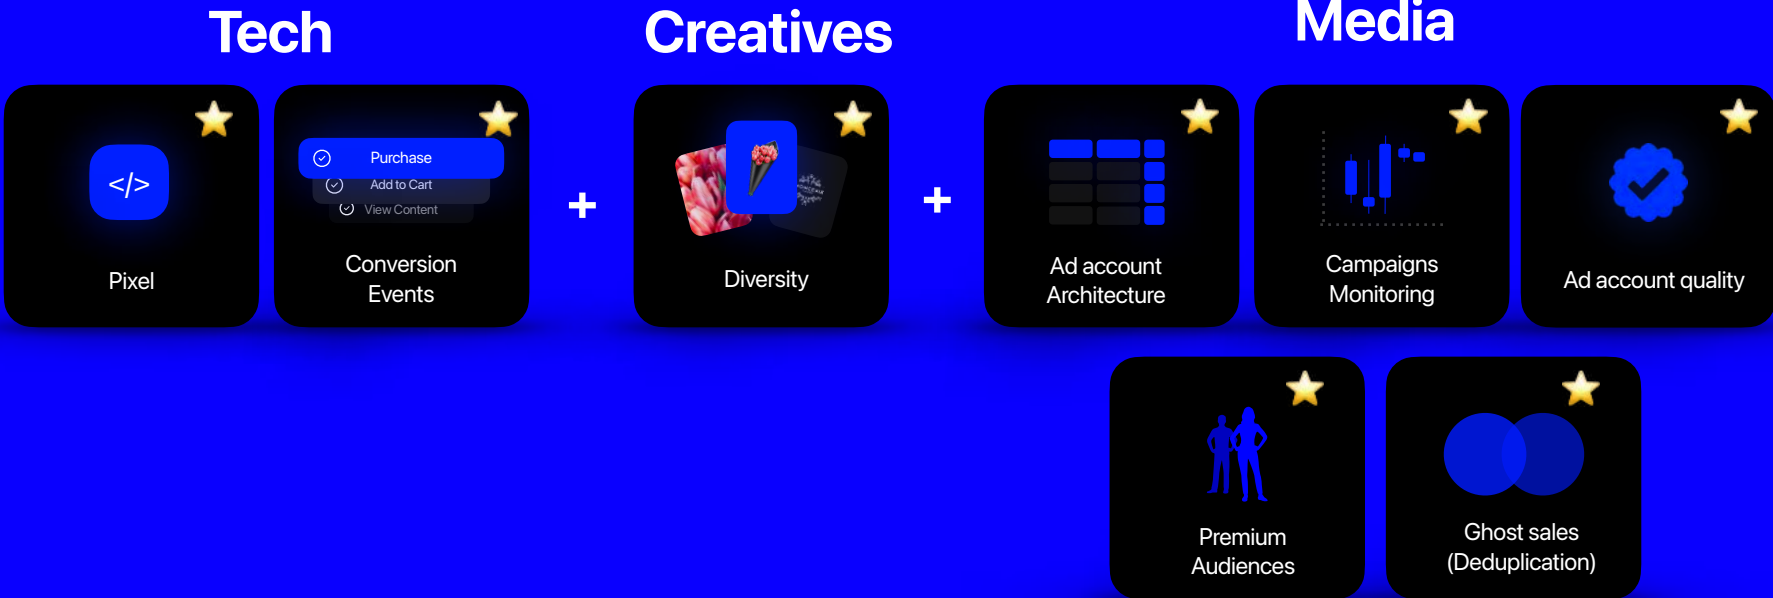 Tech
Creatives
Media
</>
Pixel
Purchase
Add to Cart
View Content
Conversion
Events
+
Diversity
+
Ad account
Architecture
Campaigns
Monitoring
Ad account quality
Premium
Audiences
Ghost sales
(Deduplication)